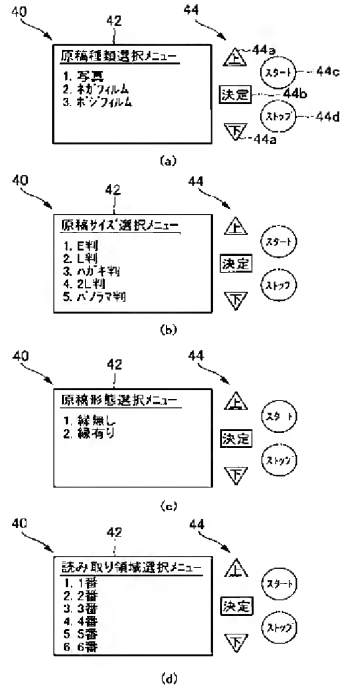 40 42 44
原稿種類選択メニュー
1. 写真
2. ネガフィルム
3. ポジフィルム
上 44a
スタート 44c
決定 44b
ストップ 44d
下 44a
(a)
40 42 44
原稿サイズ選択メニュー
1. E判
2. L判
3. ハガキ判
4. 2L判
5. パノラマ判
上
スタート
決定
ストップ
下
(b)
40 42 44
原稿形態選択メニュー
1. 縁無し
2. 縁有り
上
スタート
決定
ストップ
下
(c)
40 42 44
読み取り領域選択メニュー
1. 1番
2. 2番
3. 3番
4. 4番
5 5番
6 6番
上
スタート
決定
ストップ
下
(d)